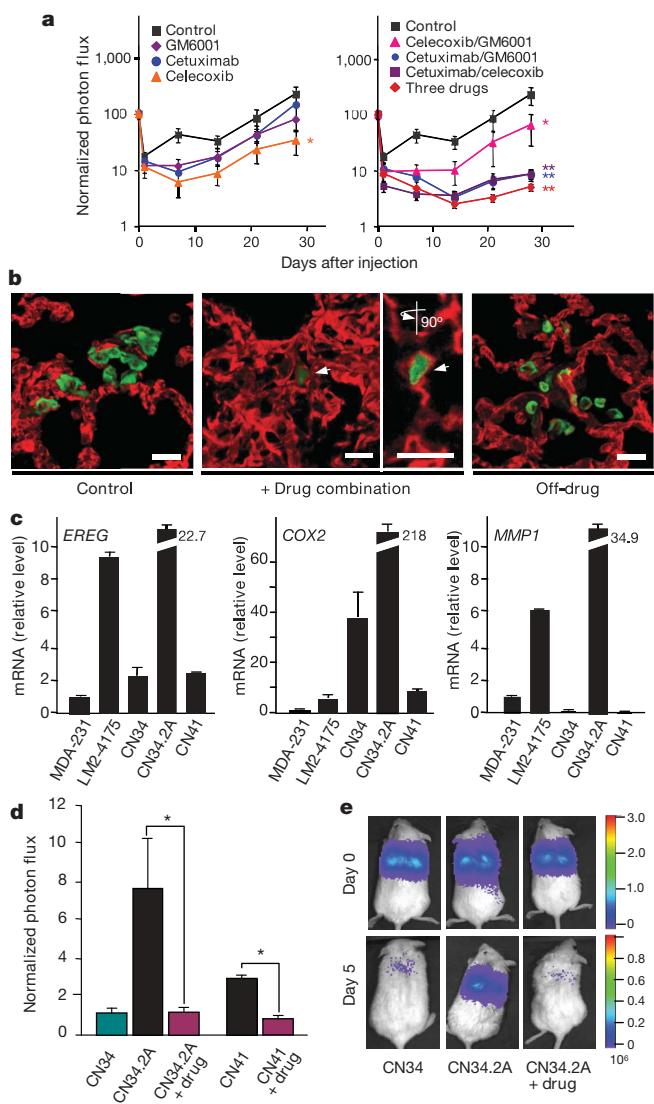 a
Control
GM6001
Cetuximab
Celecoxib
Control
Celecoxib/GM6001
Cetuximab/GM6001
Cetuximab/celecoxib
Three drugs
Normalized photon flux
1,000
100
10
1
*
0 10 20 30
1,000
100
10
1
*
**
**
**
0 10 20 30
Days after injection
b
90º
Control
+ Drug combination
Off-drug
c
EREG
22.7
mRNA (relative level)
10
8
6
4
2
0
MDA-231
LM2-4175
CN34
CN34.2A
CN41
COX2
218
mRNA (relative level)
60
40
20
0
MDA-231
LM2-4175
CN34
CN34.2A
CN41
MMP1
34.9
mRNA (relative level)
10
8
6
4
2
0
MDA-231
LM2-4175
CN34
CN34.2A
CN41
d
Normalized photon flux
12
10
8
6
4
2
0
*
*
CN34
CN34.2A
CN34.2A
+ drug
CN41
CN41
+ drug
e
Day 0
3.0
2.0
1.0
0
Day 5
0.8
0.6
0.4
0.2
0
10⁶
CN34
CN34.2A
CN34.2A
+ drug